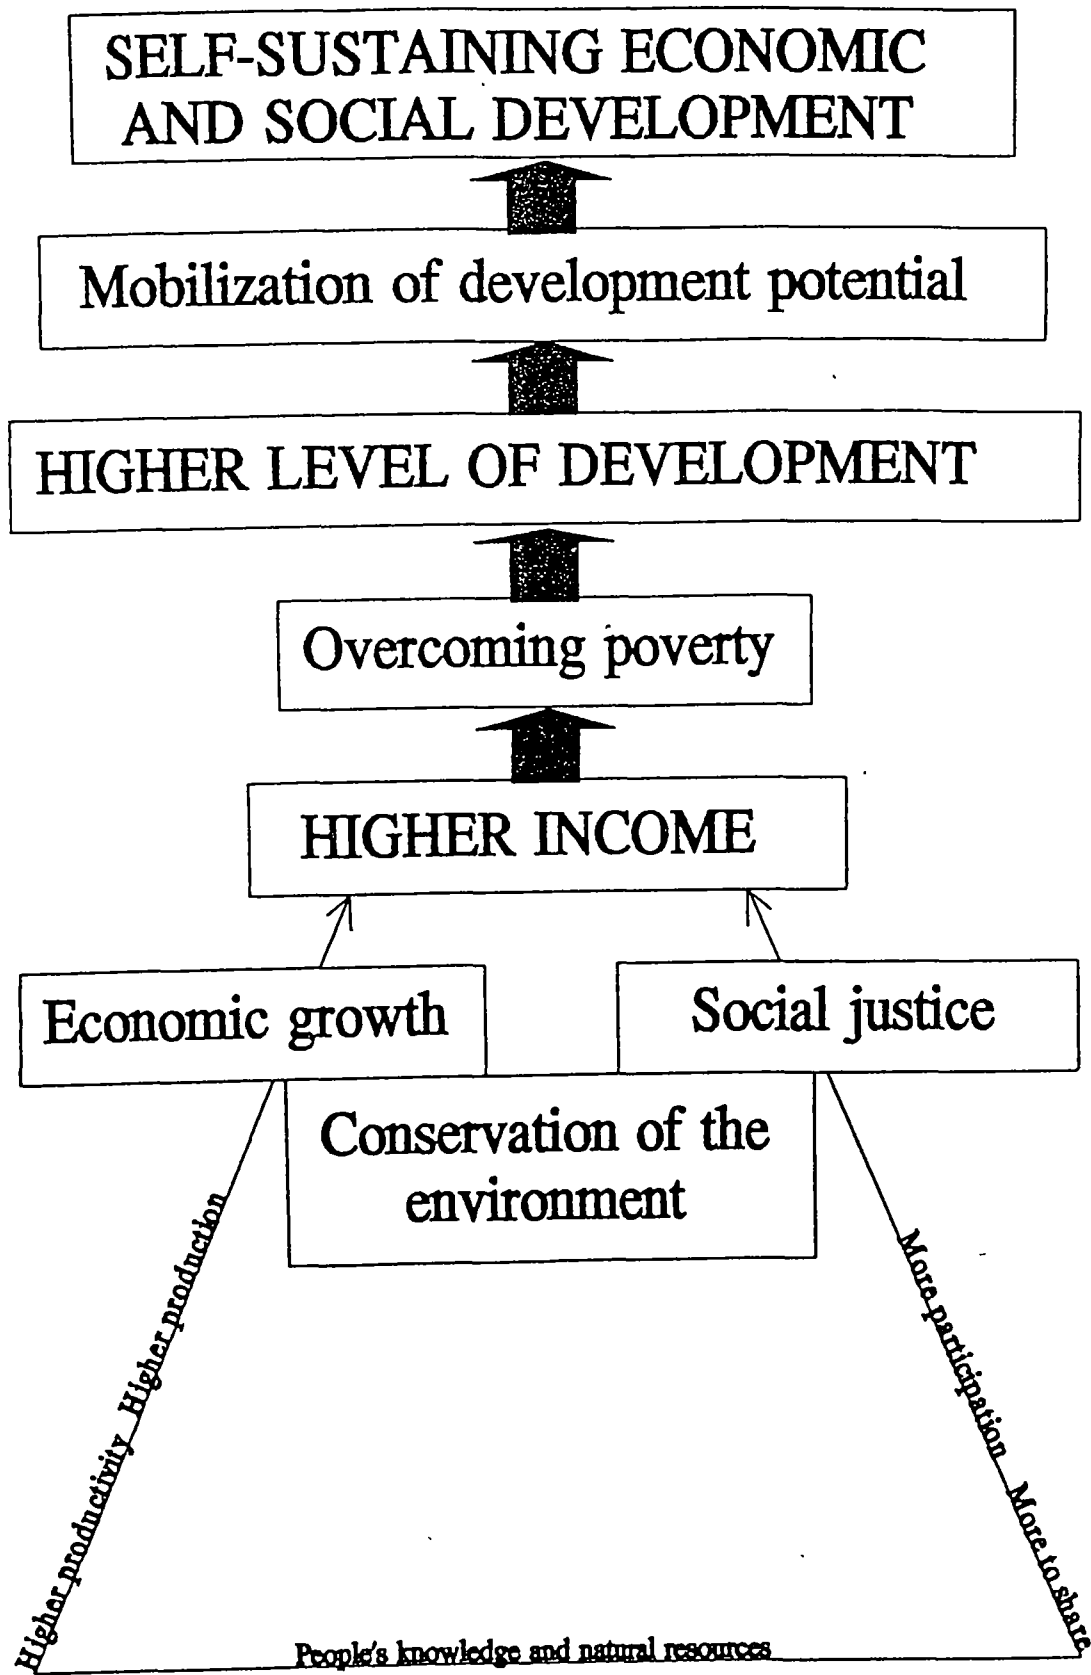 SELF-SUSTAINING ECONOMIC
AND SOCIAL DEVELOPMENT
Mobilization of development potential
HIGHER LEVEL OF DEVELOPMENT
Overcoming poverty
HIGHER INCOME
Economic growth
Social justice
Conservation of the
environment
Higher productivity Higher production
More participation More to share
People's knowledge and natural resources